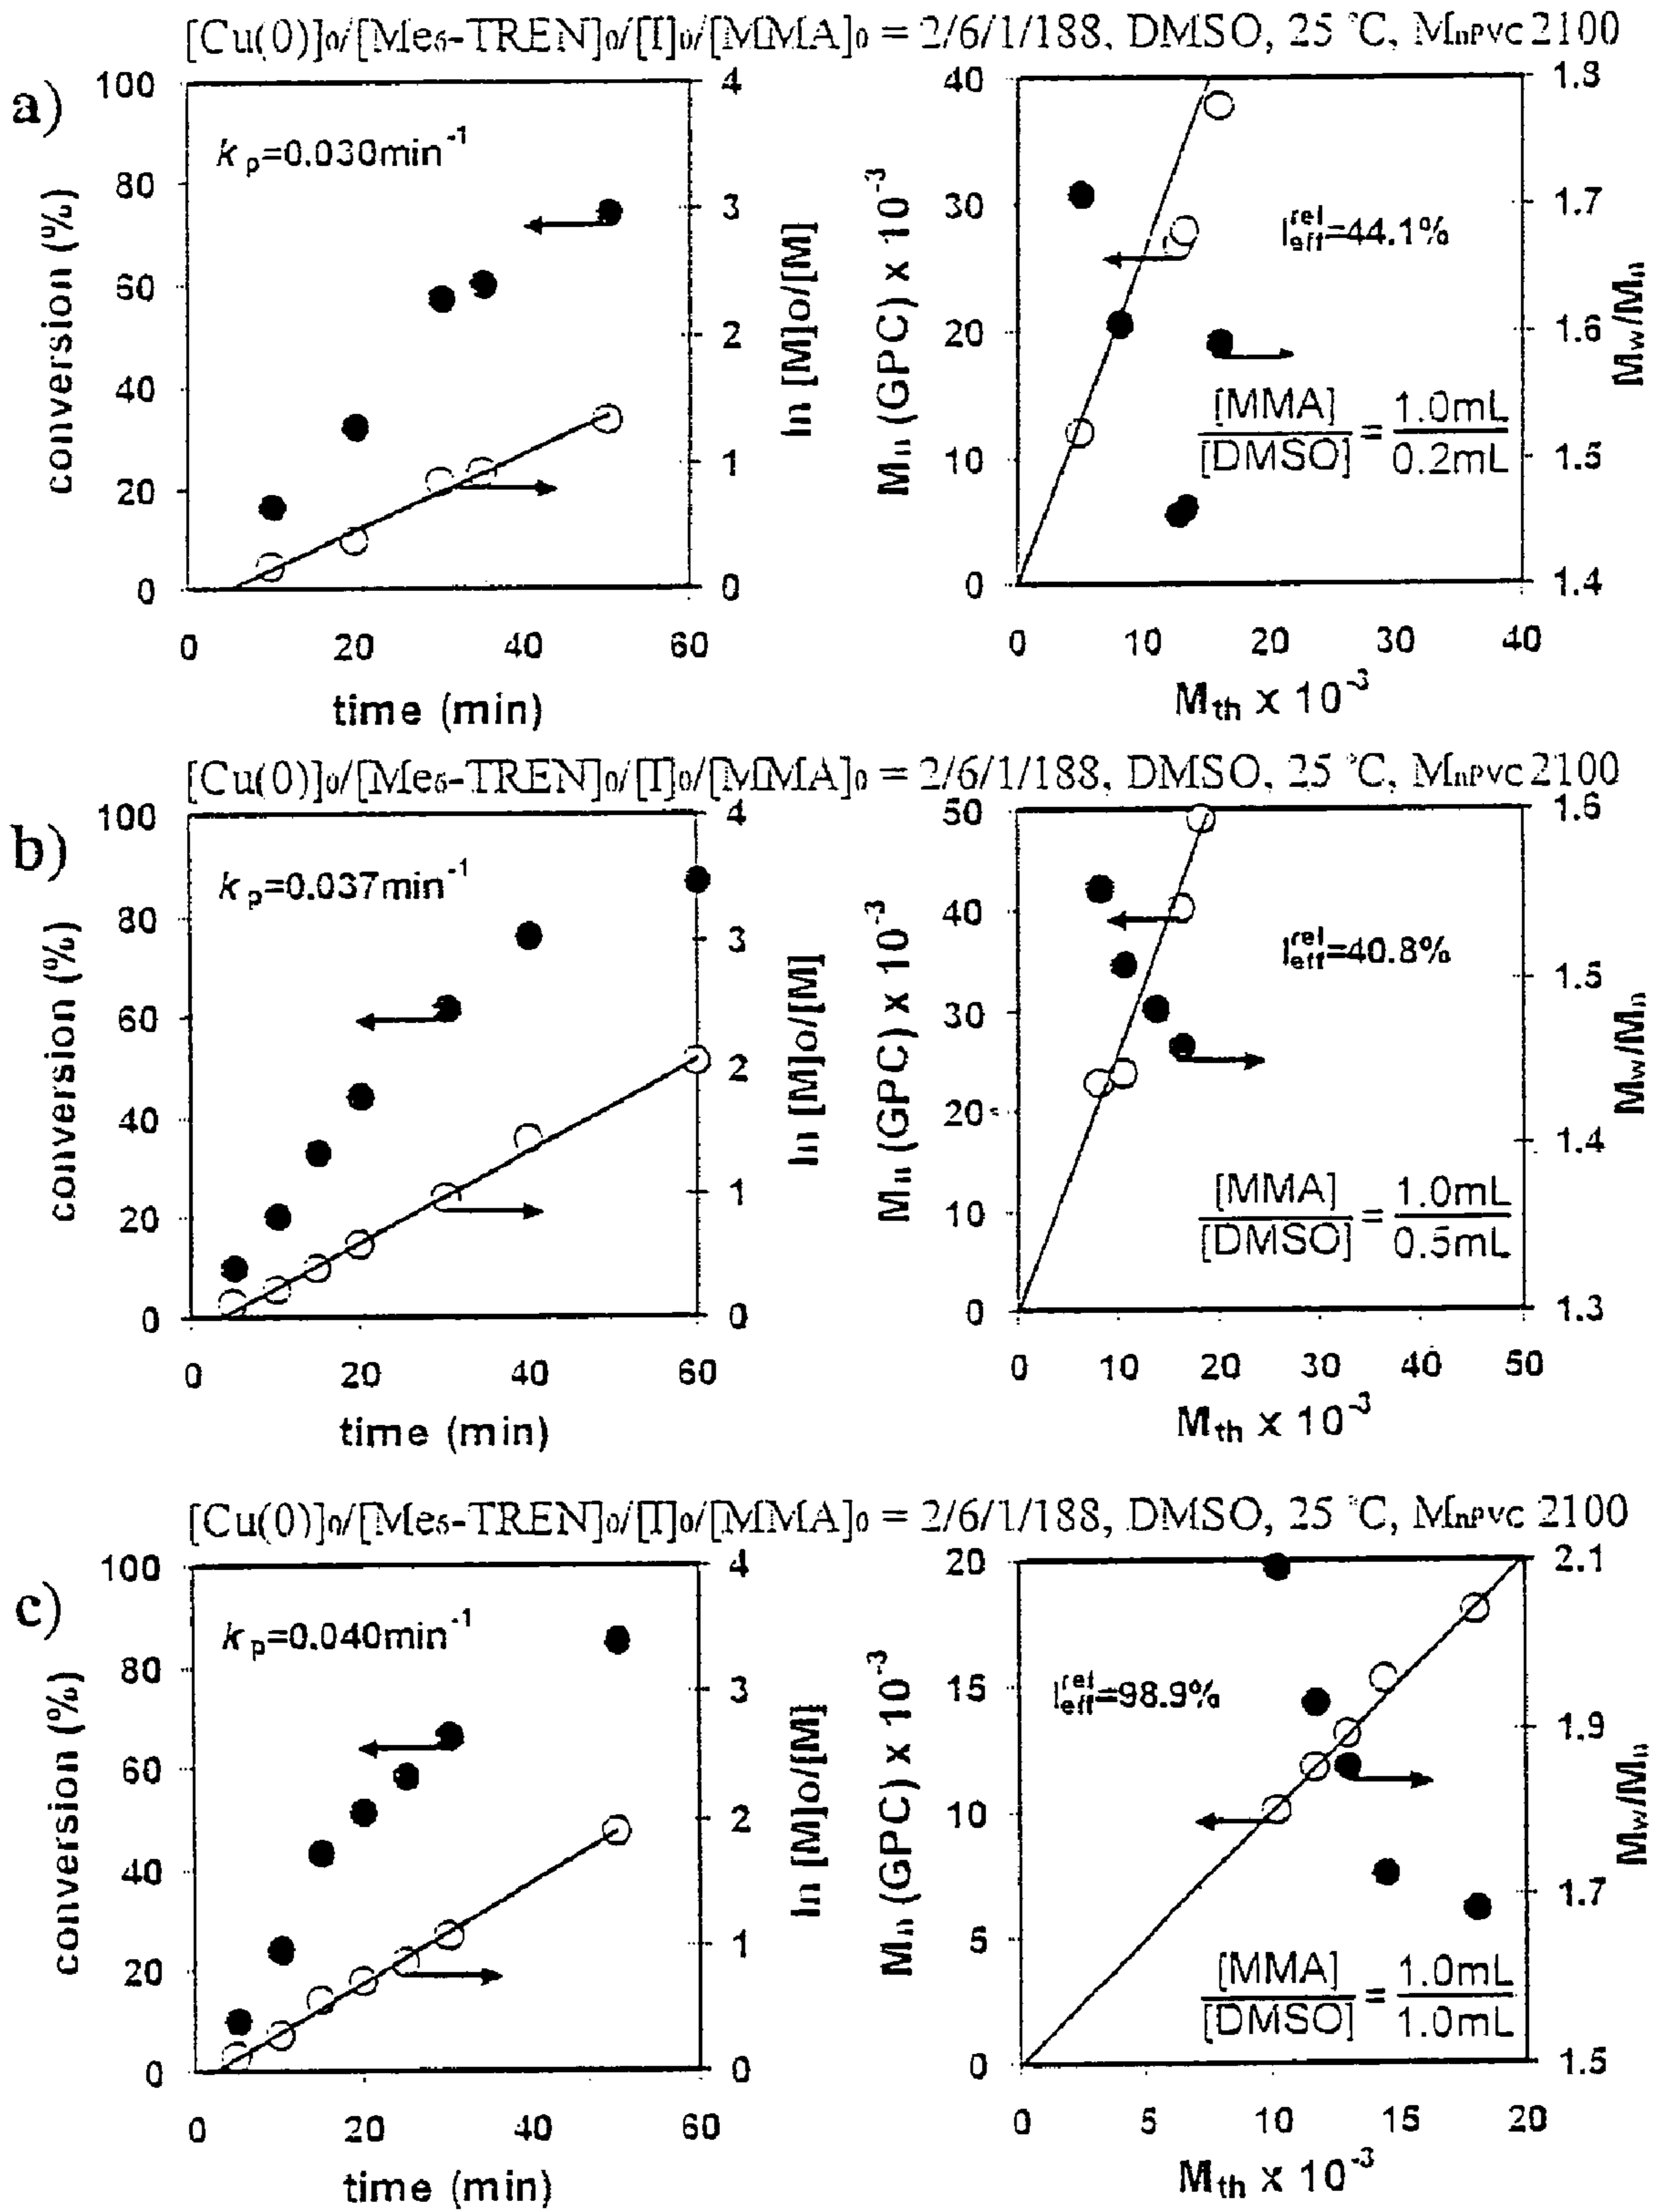 [Cu(0)]0/[Me6-TREN]0/[I]0/[MMA]0 = 2/6/1/188, DMSO, 25 °C, MnPVC 2100
a)
100
80
60
40
20
0
conversion (%)
kp=0.030min-1
4
3
2
1
0
ln [M]o/[M]
0 20 40 60
time (min)
40
30
20
10
0
Mn (GPC) x 10-3
Ieffrel=44.1%
[MMA]/[DMSO] = 1.0mL/0.2mL
1.8
1.7
1.6
1.5
1.4
Mw/Mn
0 10 20 30 40
Mth x 10-3
[Cu(0)]0/[Me6-TREN]0/[I]0/[MMA]0 = 2/6/1/188, DMSO, 25 °C, MnPVC 2100
b)
100
80
60
40
20
0
conversion (%)
kp=0.037min-1
4
3
2
1
0
ln [M]o/[M]
0 20 40 60
time (min)
50
40
30
20
10
0
Mn (GPC) x 10-3
Ieffrel=40.8%
[MMA]/[DMSO] = 1.0mL/0.5mL
1.6
1.5
1.4
1.3
Mw/Mn
0 10 20 30 40 50
Mth x 10-3
[Cu(0)]0/[Me6-TREN]0/[I]0/[MMA]0 = 2/6/1/188, DMSO, 25 °C, MnPVC 2100
c)
100
80
60
40
20
0
conversion (%)
kp=0.040min-1
4
3
2
1
0
ln [M]o/[M]
0 20 40 60
time (min)
20
15
10
5
0
Mn (GPC) x 10-3
Ieffrel=98.9%
[MMA]/[DMSO] = 1.0mL/1.0mL
2.1
1.9
1.7
1.5
Mw/Mn
0 5 10 15 20
Mth x 10-3